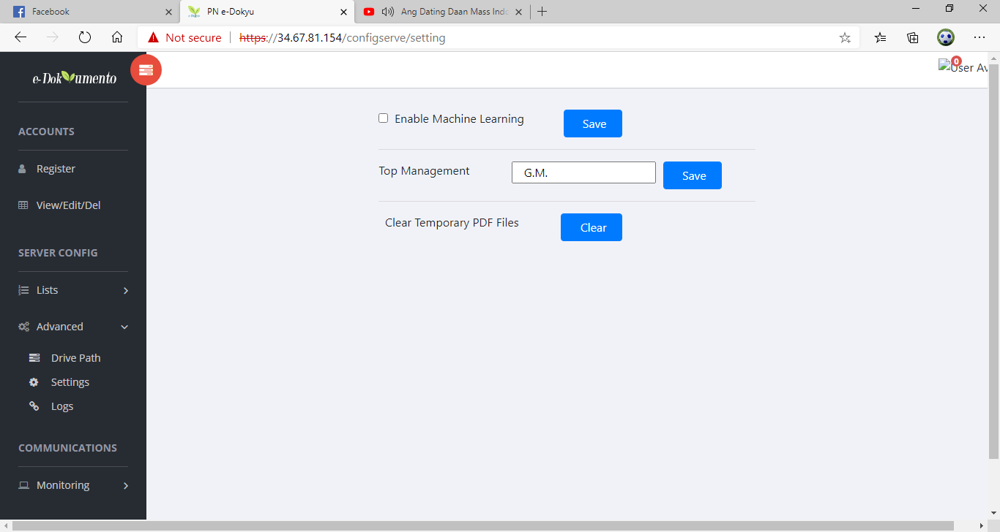 Facebook
PN e-Dokyu
Ang Dating Daan Mass Indo
Not secure
https://34.67.81.154/configserve/setting
e-Dokumento
0
User Av
ACCOUNTS
Register
View/Edit/Del
SERVER CONFIG
Lists
Advanced
Drive Path
Settings
Logs
COMMUNICATIONS
Monitoring
Enable Machine Learning
Save
Top Management
G.M.
Save
Clear Temporary PDF Files
Clear